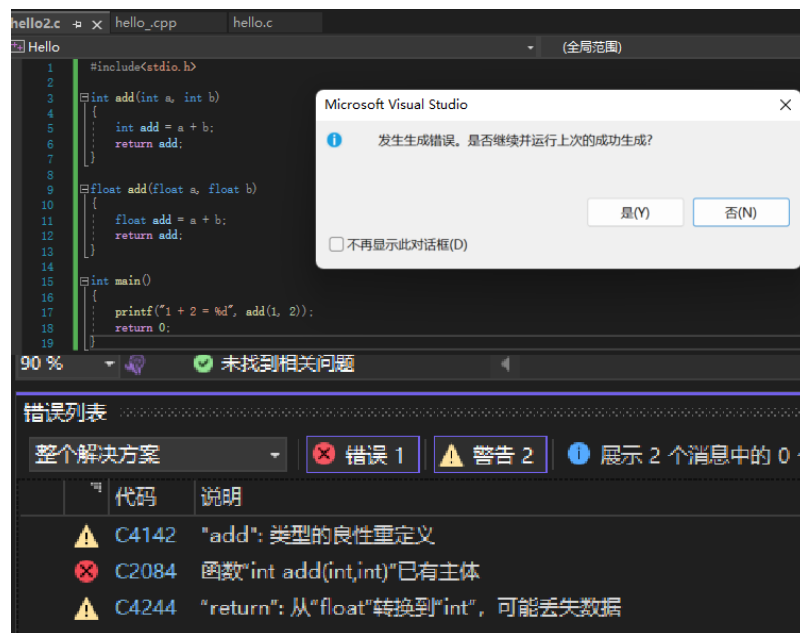 hello2.c hello_.cpp hello.c
Hello (全局范围)
1 #include<stdio.h>
2
3 int add(int a, int b)
4 {
5 int add = a + b;
6 return add;
7 }
8
9 float add(float a, float b)
10 {
11 float add = a + b;
12 return add;
13 }
14
15 int main()
16 {
17 printf("1 + 2 = %d", add(1, 2));
18 return 0;
19 }
Microsoft Visual Studio
发生生成错误。是否继续并运行上次的成功生成?
是(Y) 否(N)
不再显示此对话框(D)
90 % 未找到相关问题
错误列表
整个解决方案 错误 1 警告 2 展示 2 个消息中的 0
代码 说明
C4142 "add": 类型的良性重定义
C2084 函数“int add(int,int)”已有主体
C4244 “return”: 从“float”转换到“int”，可能丢失数据